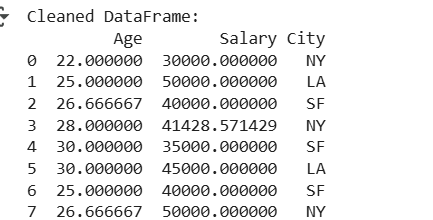 Cleaned DataFrame:
Age Salary City
0 22.000000 30000.000000 NY
1 25.000000 50000.000000 LA
2 26.666667 40000.000000 SF
3 28.000000 41428.571429 NY
4 30.000000 35000.000000 SF
5 30.000000 45000.000000 LA
6 25.000000 40000.000000 SF
7 26.666667 50000.000000 NY